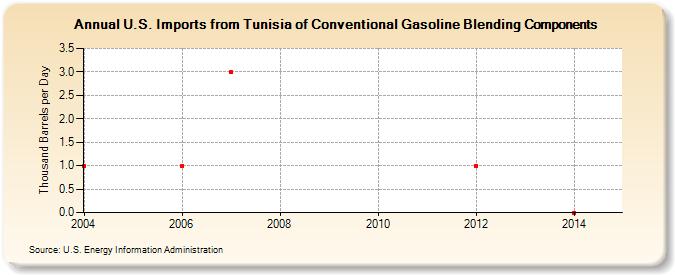 Annual U.S. Imports from Tunisia of Conventional Gasoline Blending Components
Thousand Barrels per Day
3.5
3.0
2.5
2.0
1.5
1.0
0.5
0.0
2004 2006 2008 2010 2012 2014
Source: U.S. Energy Information Administration